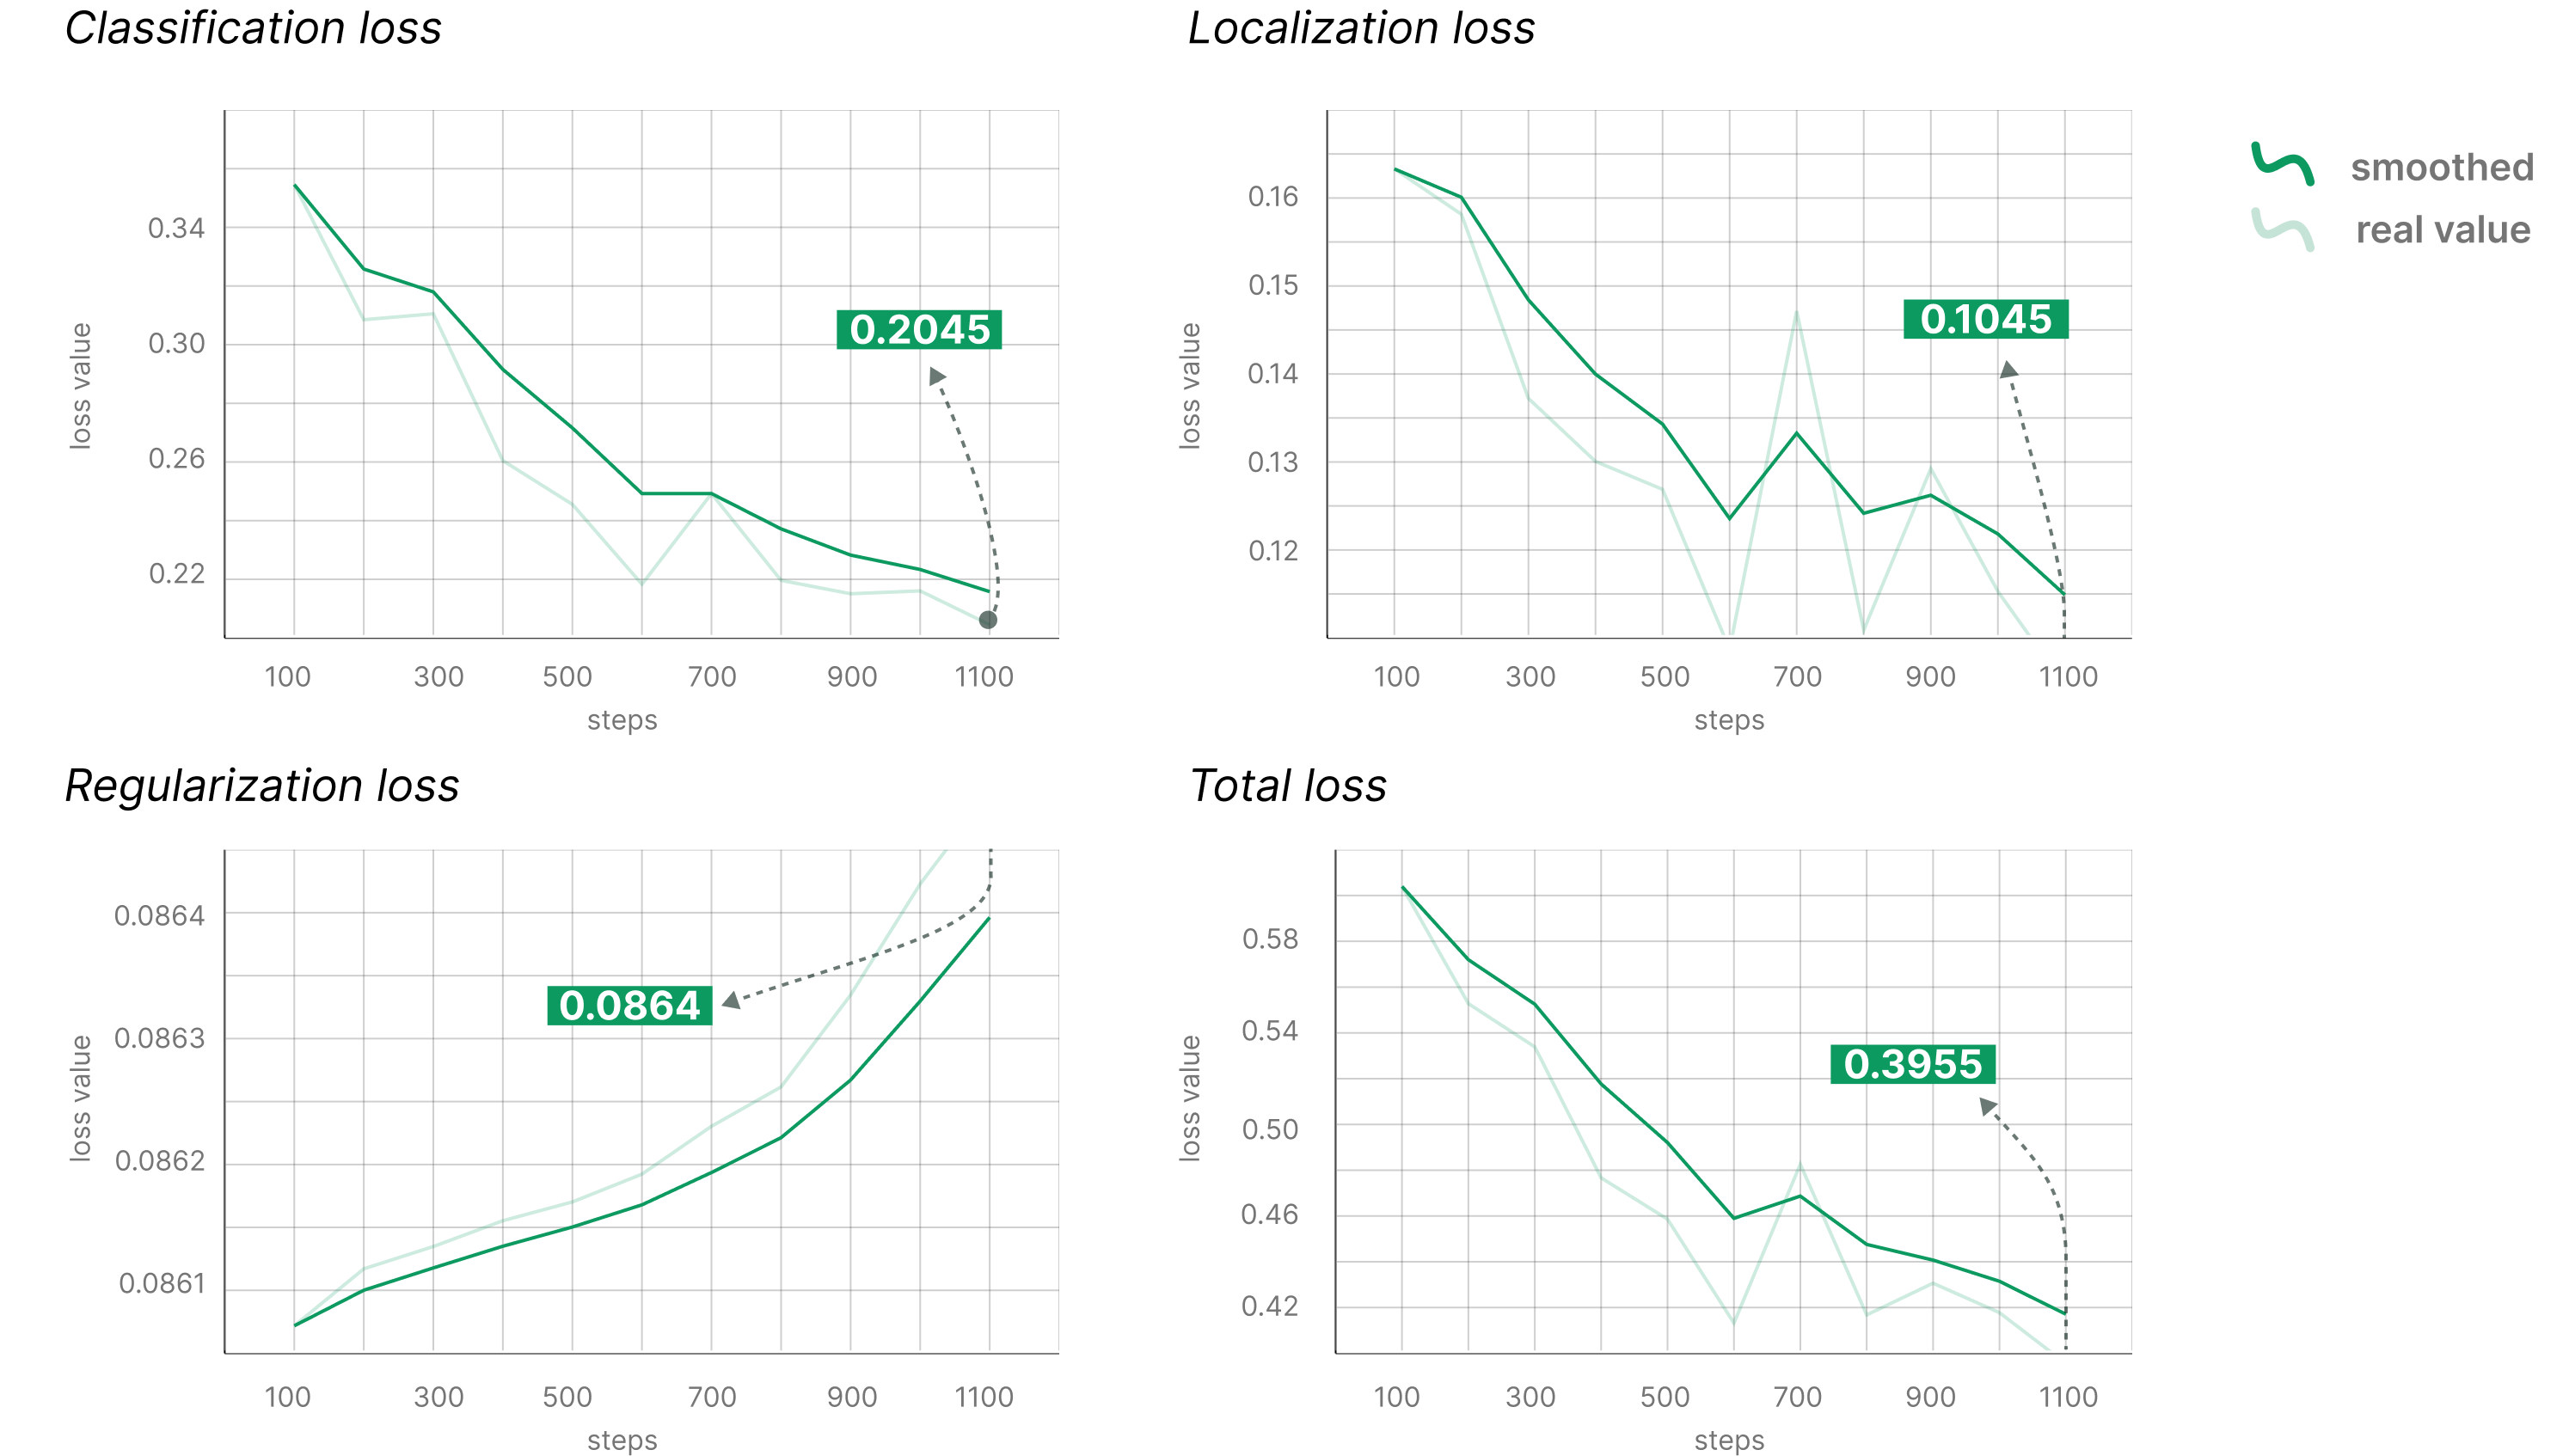 Classification loss
0.34
0.30
0.26
0.22
loss value
0.2045
100 300 500 700 900 1100
steps
Localization loss
0.16
0.15
0.14
0.13
0.12
loss value
0.1045
100 300 500 700 900 1100
steps
smoothed
real value
Regularization loss
0.0864
0.0863
0.0862
0.0861
loss value
0.0864
100 300 500 700 900 1100
steps
Total loss
0.58
0.54
0.50
0.46
0.42
loss value
0.3955
100 300 500 700 900 1100
steps